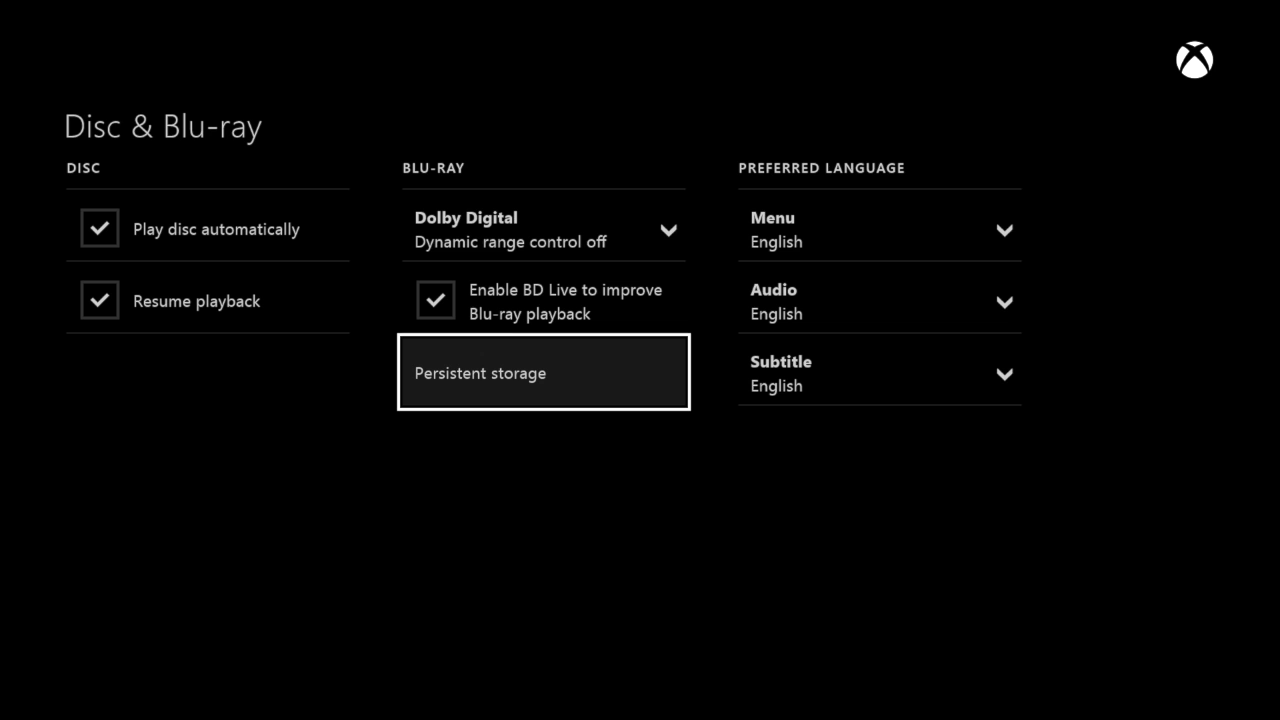 Disc & Blu-ray
DISC
Play disc automatically
Resume playback
BLU-RAY
Dolby Digital
Dynamic range control off
Enable BD Live to improve
Blu-ray playback
Persistent storage
PREFERRED LANGUAGE
Menu
English
Audio
English
Subtitle
English